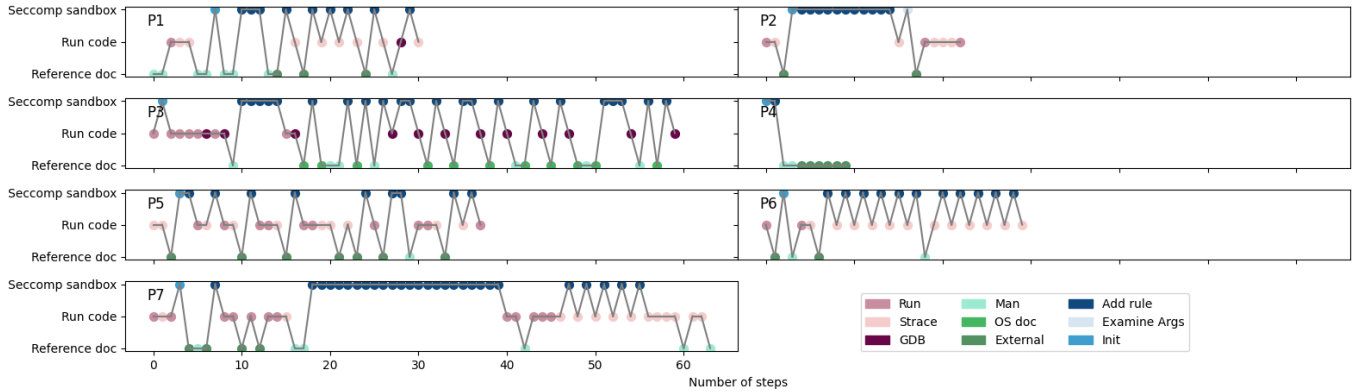 Seccomp sandbox
P1
Run code
Reference doc
P2
Seccomp sandbox
P3
Run code
Reference doc
P4
Seccomp sandbox
P5
Run code
Reference doc
P6
Seccomp sandbox
P7
Run code
Reference doc
0 10 20 30 40 50 60
Number of steps
Run Man Add rule
Strace OS doc Examine Args
GDB External Init